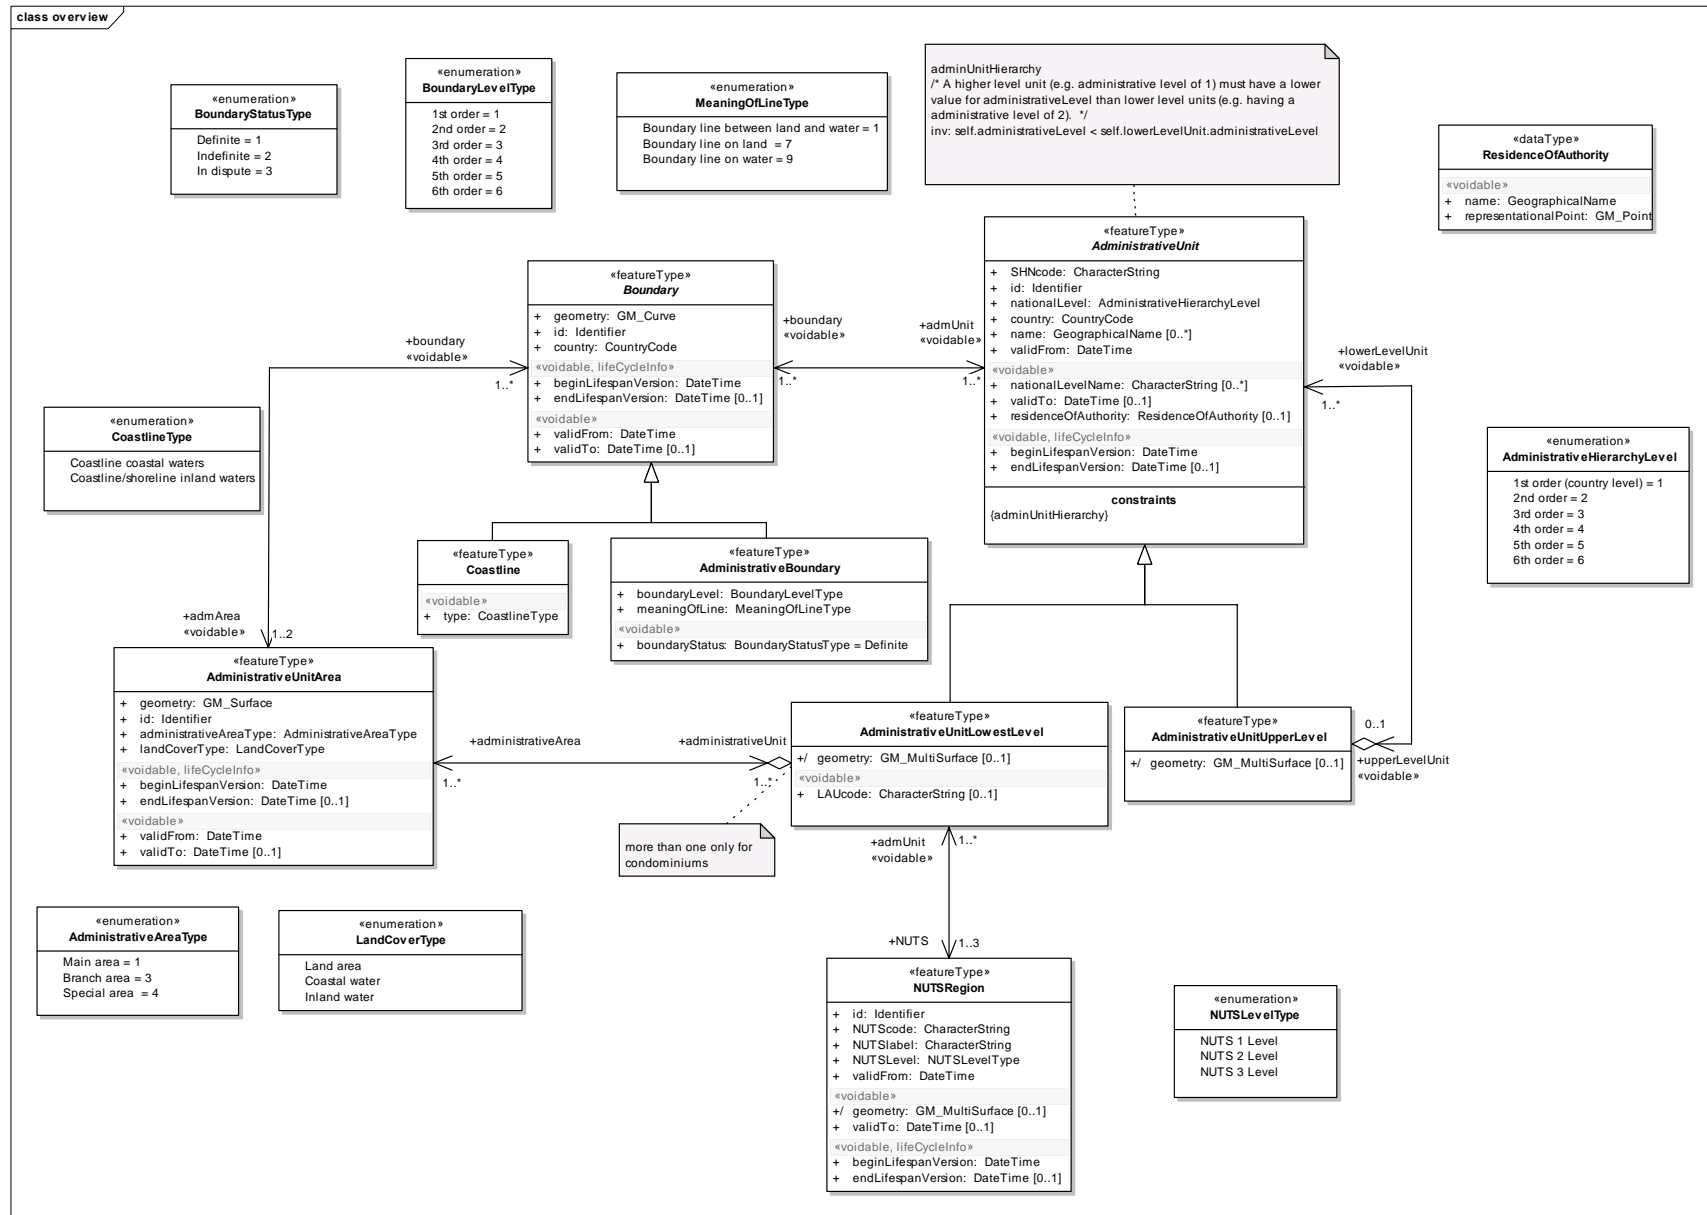 class overview
«enumeration»
BoundaryStatusType
Definite = 1
Indefinite = 2
In dispute = 3
«enumeration»
BoundaryLevelType
1st order = 1
2nd order = 2
3rd order = 3
4th order = 4
5th order = 5
6th order = 6
«enumeration»
MeaningOfLineType
Boundary line between land and water = 1
Boundary line on land  = 7
Boundary line on water = 9
adminUnitHierarchy
/* A higher level unit (e.g. administrative level of 1) must have a lower
value for administrativeLevel than lower level units (e.g. having a
administrative level of 2).  */
inv: self.administrativeLevel < self.lowerLevelUnit.administrativeLevel
«dataType»
ResidenceOfAuthority
«voidable»
+ name: GeographicalName
+ representationalPoint: GM_Point
«featureType»
Boundary
+ geometry: GM_Curve
+ id: Identifier
+ country: CountryCode
«voidable, lifeCycleInfo»
+ beginLifespanVersion: DateTime
+ endLifespanVersion: DateTime [0..1]
«voidable»
+ validFrom: DateTime
+ validTo: DateTime [0..1]
«featureType»
AdministrativeUnit
+ SHNcode: CharacterString
+ id: Identifier
+ nationalLevel: AdministrativeHierarchyLevel
+ country: CountryCode
+ name: GeographicalName [0..*]
+ validFrom: DateTime
«voidable»
+ nationalLevelName: CharacterString [0..*]
+ validTo: DateTime [0..1]
+ residenceOfAuthority: ResidenceOfAuthority [0..1]
«voidable, lifeCycleInfo»
+ beginLifespanVersion: DateTime
+ endLifespanVersion: DateTime [0..1]
constraints
{adminUnitHierarchy}
+boundary
«voidable»
1..*
+boundary
«voidable»
1..*
+admUnit
«voidable»
1..*
+lowerLevelUnit
«voidable»
1..*
«enumeration»
CoastlineType
Coastline coastal waters
Coastline/shoreline inland waters
«enumeration»
AdministrativeHierarchyLevel
1st order (country level) = 1
2nd order = 2
3rd order = 3
4th order = 4
5th order = 5
6th order = 6
«featureType»
Coastline
«voidable»
+ type: CoastlineType
«featureType»
AdministrativeBoundary
+ boundaryLevel: BoundaryLevelType
+ meaningOfLine: MeaningOfLineType
«voidable»
+ boundaryStatus: BoundaryStatusType = Definite
+admArea
«voidable»
1..2
«featureType»
AdministrativeUnitArea
+ geometry: GM_Surface
+ id: Identifier
+ administrativeAreaType: AdministrativeAreaType
+ landCoverType: LandCoverType
«voidable, lifeCycleInfo»
+ beginLifespanVersion: DateTime
+ endLifespanVersion: DateTime [0..1]
«voidable»
+ validFrom: DateTime
+ validTo: DateTime [0..1]
+administrativeArea
1..*
+administrativeUnit
1..*
«featureType»
AdministrativeUnitLowestLevel
+/ geometry: GM_MultiSurface [0..1]
«voidable»
+ LAUcode: CharacterString [0..1]
«featureType»
AdministrativeUnitUpperLevel
+/ geometry: GM_MultiSurface [0..1]
0..1
+upperLevelUnit
«voidable»
more than one only for
condominiums
+admUnit
«voidable»
1..*
«enumeration»
AdministrativeAreaType
Main area = 1
Branch area = 3
Special area  = 4
«enumeration»
LandCoverType
Land area
Coastal water
Inland water
+NUTS
1..3
«featureType»
NUTSRegion
+ id: Identifier
+ NUTScode: CharacterString
+ NUTSlabel: CharacterString
+ NUTSLevel: NUTSLevelType
+ validFrom: DateTime
«voidable»
+/ geometry: GM_MultiSurface [0..1]
+ validTo: DateTime [0..1]
«voidable, lifeCycleInfo»
+ beginLifespanVersion: DateTime
+ endLifespanVersion: DateTime [0..1]
«enumeration»
NUTSLevelType
NUTS 1 Level
NUTS 2 Level
NUTS 3 Level